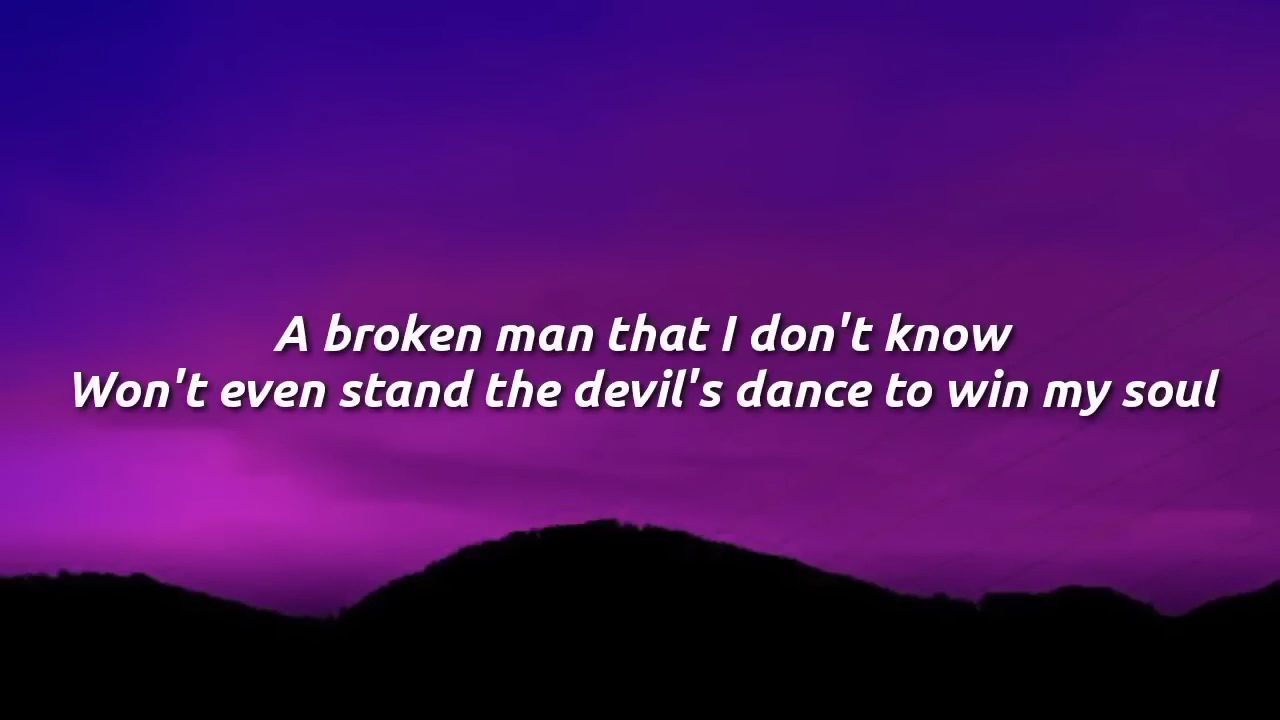 A broken man that I don't know
Won't even stand the devil's dance to win my soul